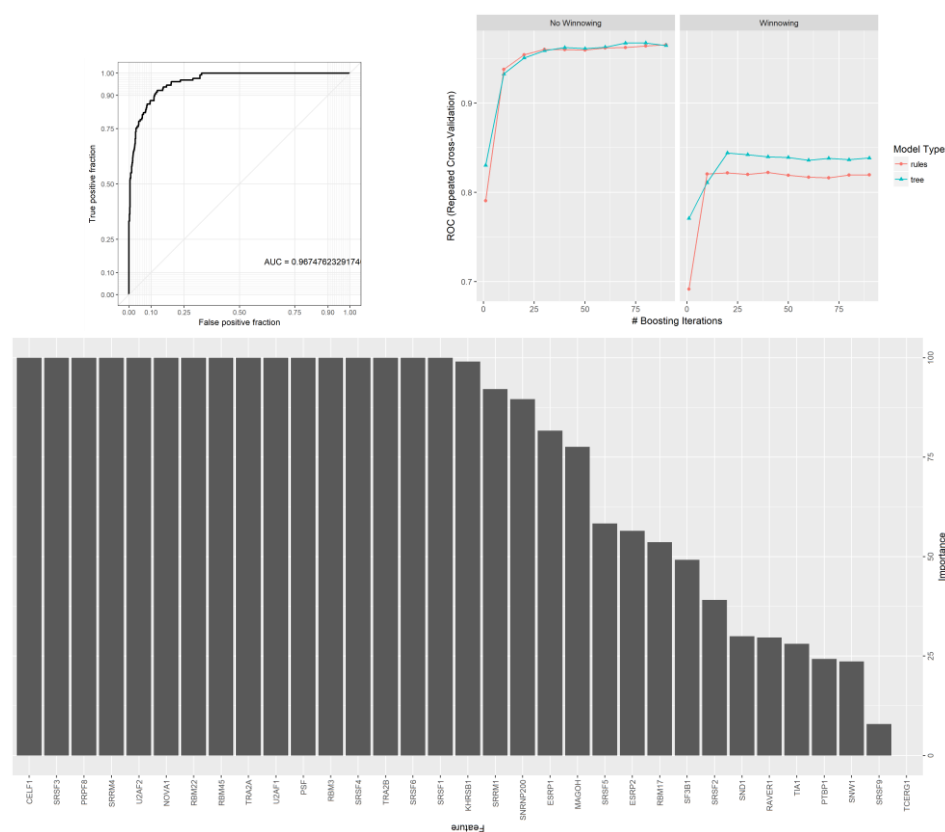 No Winnowing
Winnowing
1.00
0.90
0.75
0.50
0.25
0.10
0.00
True positive fraction
AUC = 0.9674762329174
0.00 0.10 0.25 0.50 0.75 0.90 1.00
False positive fraction
ROC (Repeated Cross-Validation)
0.9
0.8
0.7
0 25 50 75 0 25 50 75
# Boosting Iterations
Model Type
rules
tree
100
75
50
25
0
Importance
CELF1
SRSF3
PRPF8
SRRM4
U2AF2
NOVA1
RBM22
RBM45
TRA2A
U2AF1
PSF
RBM3
SRSF4
TRA2B
SRSF6
SRSF1
KHRSB1
SRRM1
SNRNP200
ESRP1
MAGOH
SRSF5
ESRP2
RBM17
SF3B1
SRSF2
SND1
RAVER1
TIA1
PTBP1
SNW1
SRSF9
TCERG1
Feature